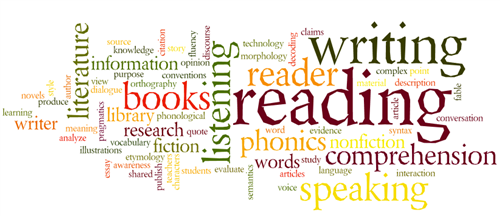 source
knowledge
citation
story
fluency
opinion
discourse
technology
morphology
decoding
claims
writing
literature
information
purpose
conventions
orthography
listening
reader
complex
point
material
description
fable
novels
style
author
view
dialogue
books
reading
article
conversation
learning
produce
writer
meaning
pragmatics
library
phonological
word
evidence
syntax
analyze
research
quote
phonics
nonfiction
illustrations
vocabulary
fiction
words
study
comprehension
etymology
essay
awareness
shared
publish
teachers
characters
students
evaluate
semantics
articles
language
interaction
voice
speaking